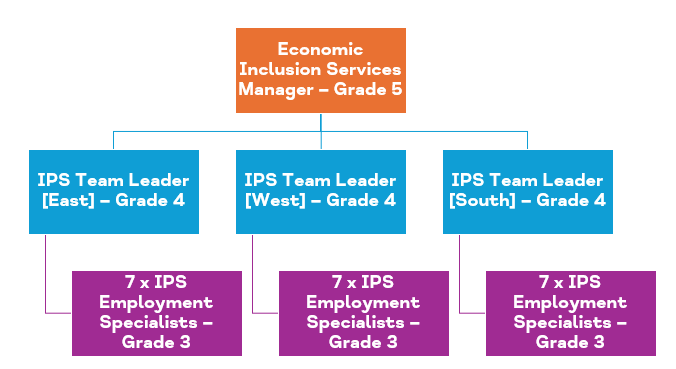 Economic
Inclusion Services
Manager – Grade 5
IPS Team Leader
[East] – Grade 4
IPS Team Leader
[West] – Grade 4
IPS Team Leader
[South] – Grade 4
7 x IPS
Employment
Specialists –
Grade 3
7 x IPS
Employment
Specialists –
Grade 3
7 x IPS
Employment
Specialists –
Grade 3